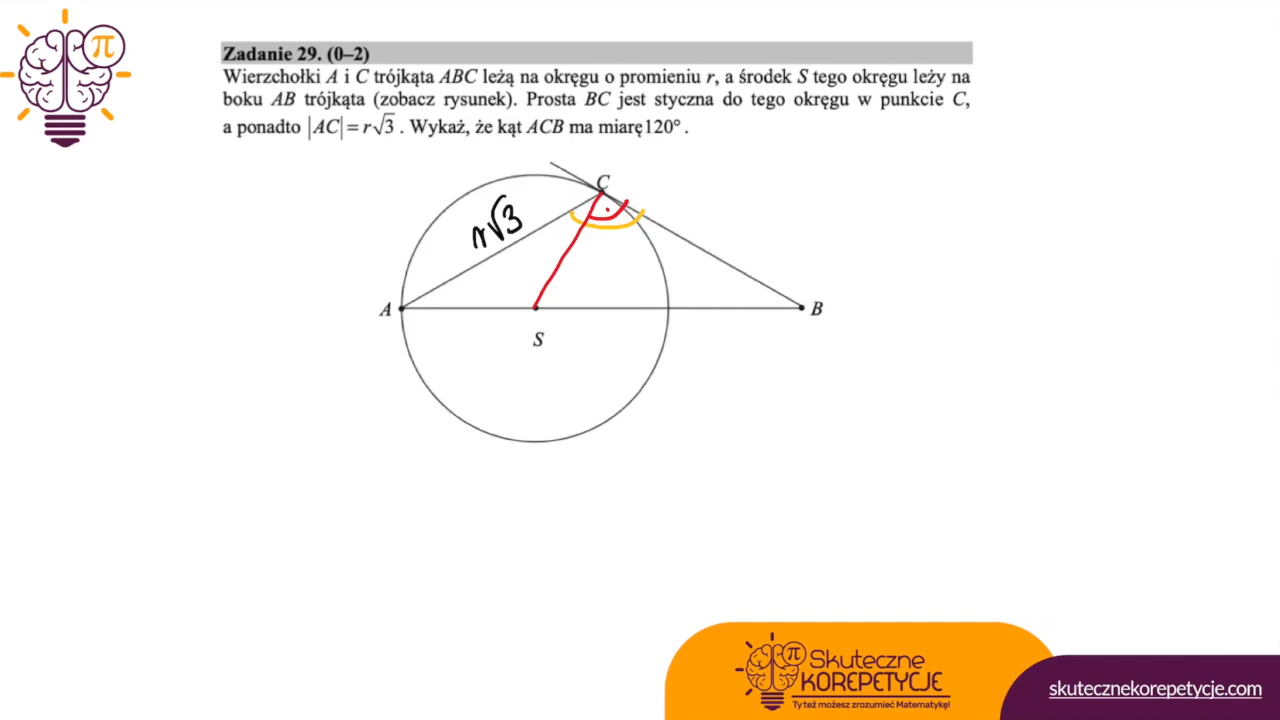 π
Zadanie 29. (0–2)
Wierzchołki A i C trójkąta ABC leżą na okręgu o promieniu r, a środek S tego okręgu leży na
boku AB trójkąta (zobacz rysunek). Prosta BC jest styczna do tego okręgu w punkcie C,
a ponadto |AC| = r√3 . Wykaż, że kąt ACB ma miarę 120° .
C
r√3
A
B
S
π
Skuteczne
KOREPETYCJE
Ty też możesz zrozumieć Matematykę!
skutecznekorepetycje.com